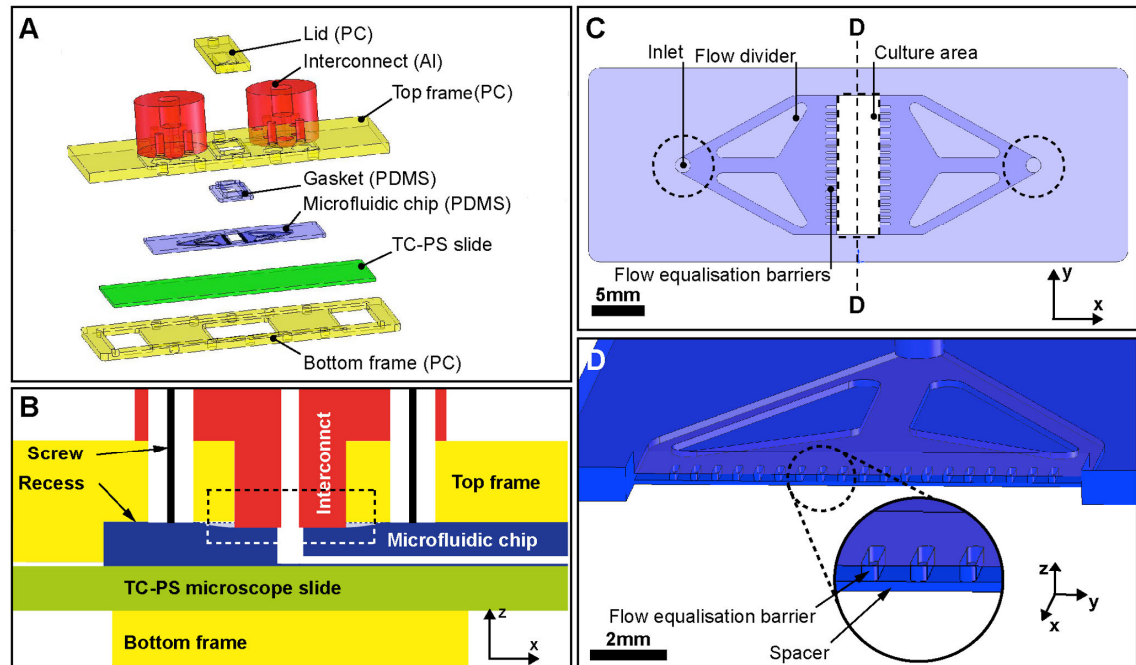 A
Lid (PC)
Interconnect (Al)
Top frame(PC)
Gasket (PDMS)
Microfluidic chip (PDMS)
TC-PS slide
Bottom frame (PC)
B
Screw
Recess
Interconnct
Top frame
Microfluidic chip
TC-PS microscope slide
Bottom frame
z
x
C
D
Inlet
Flow divider
Culture area
Flow equalisation barriers
D
5mm
y
x
D
Flow equalisation barrier
Spacer
2mm
z
y
x